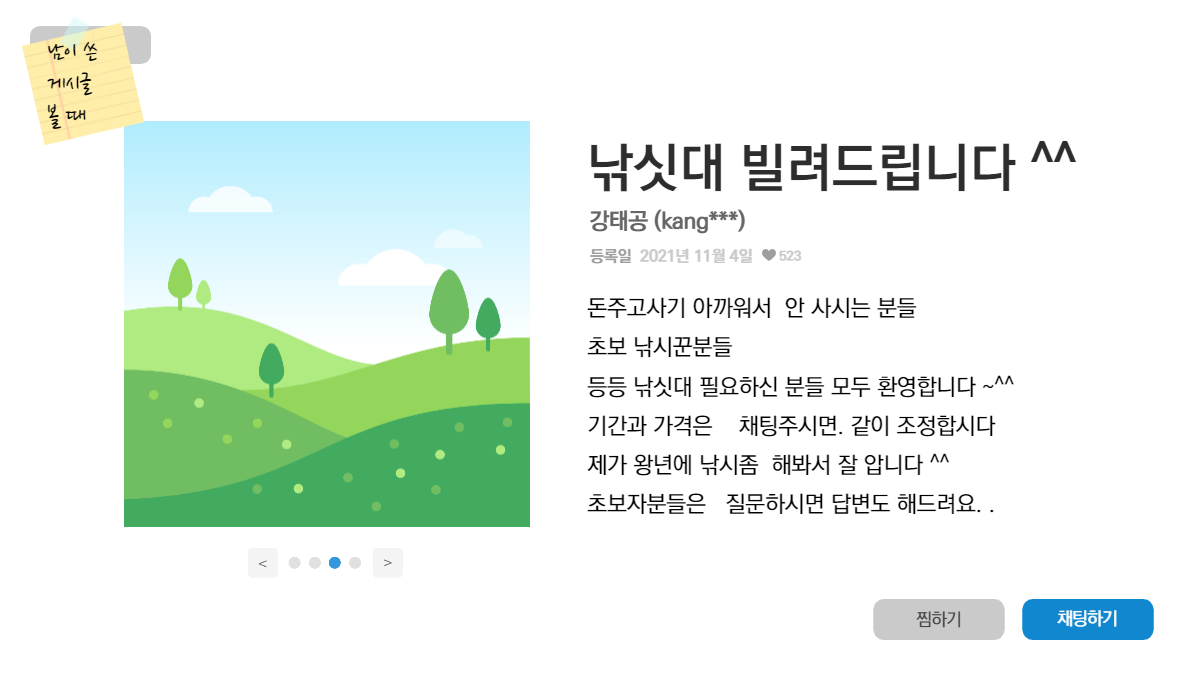 남이 쓴
게시글
볼 때
낚싯대 빌려드립니다 ^^
강태공 (kang***)
등록일 2021년 11월 4일 523
돈주고사기 아까워서 안 사시는 분들
초보 낚시꾼분들
등등 낚싯대 필요하신 분들 모두 환영합니다 ~^^
기간과 가격은 채팅주시면. 같이 조정합시다
제가 왕년에 낚시좀 해봐서 잘 압니다 ^^
초보자분들은 질문하시면 답변도 해드려요. .
< >
찜하기 채팅하기